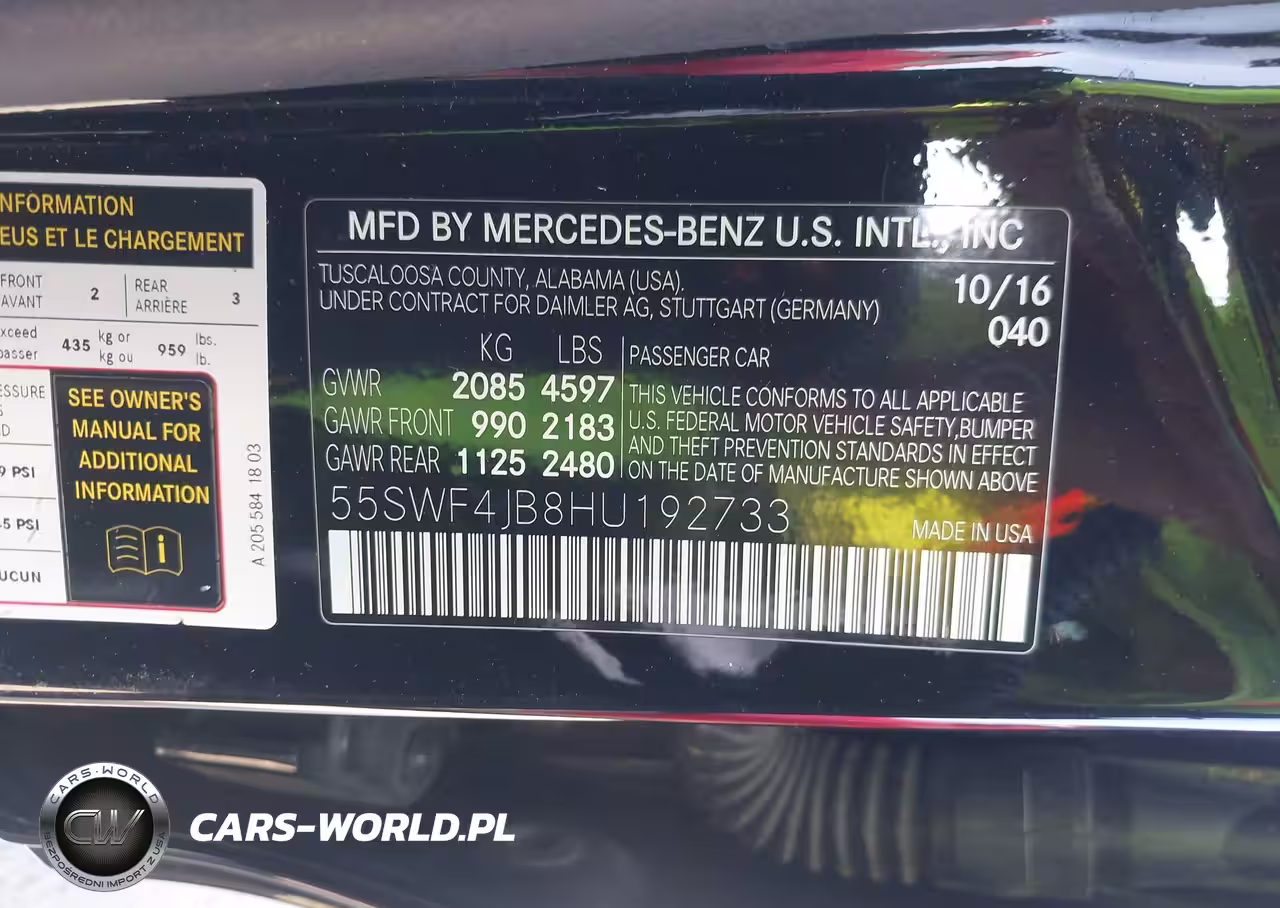 NFORMATION
EUS ET LE CHARGEMENT
FRONT
AVANT
2
REAR
ARRIÈRE
3
xceed
passer
435
kg or
kg ou
959
lbs.
lb.
ESSURE
S
D
9 PSI
5 PSI
UCUN
SEE OWNER'S
MANUAL FOR
ADDITIONAL
INFORMATION
i
A 205 584 18 03
MFD BY MERCEDES-BENZ U.S. INTL., INC
TUSCALOOSA COUNTY, ALABAMA (USA).
UNDER CONTRACT FOR DAIMLER AG, STUTTGART (GERMANY)
10/16
040
KG LBS
GVWR 2085 4597
GAWR FRONT 990 2183
GAWR REAR 1125 2480
PASSENGER CAR
THIS VEHICLE CONFORMS TO ALL APPLICABLE
U.S. FEDERAL MOTOR VEHICLE SAFETY,BUMPER
AND THEFT PREVENTION STANDARDS IN EFFECT
ON THE DATE OF MANUFACTURE SHOWN ABOVE
55SWF4JB8HU192733
MADE IN USA
CARS-WORLD
CW
BEZPOŚREDNI IMPORT Z USA
CARS-WORLD.PL